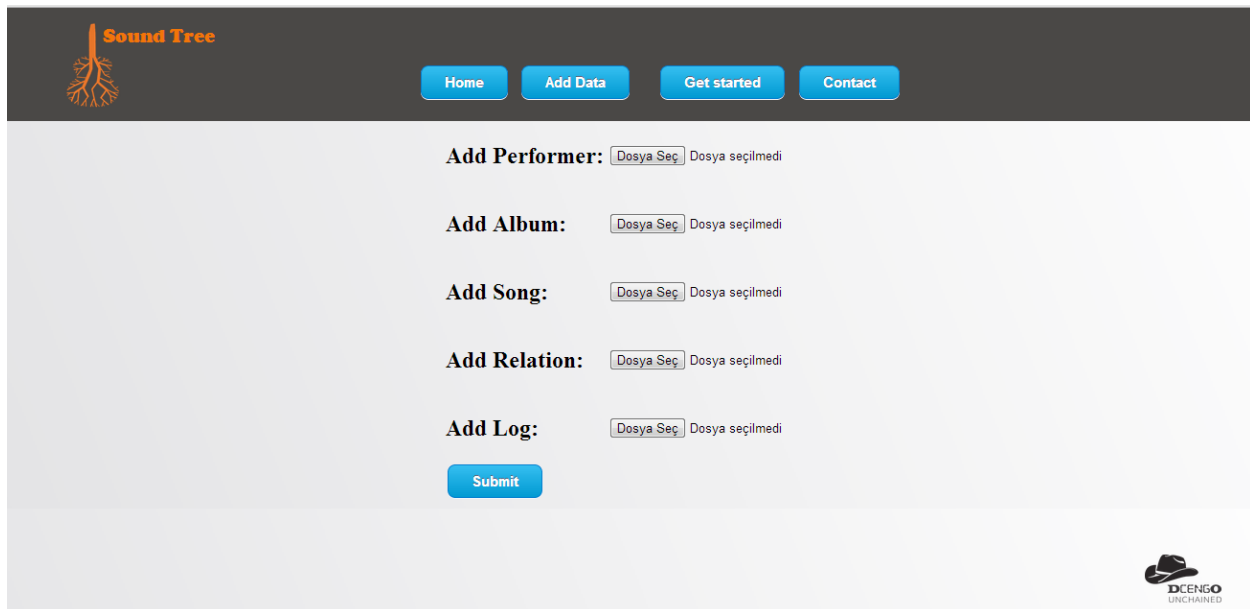 Sound Tree
Home Add Data Get started Contact
Add Performer: Dosya Seç Dosya seçilmedi
Add Album: Dosya Seç Dosya seçilmedi
Add Song: Dosya Seç Dosya seçilmedi
Add Relation: Dosya Seç Dosya seçilmedi
Add Log: Dosya Seç Dosya seçilmedi
Submit
DCENGO
UNCHAINED